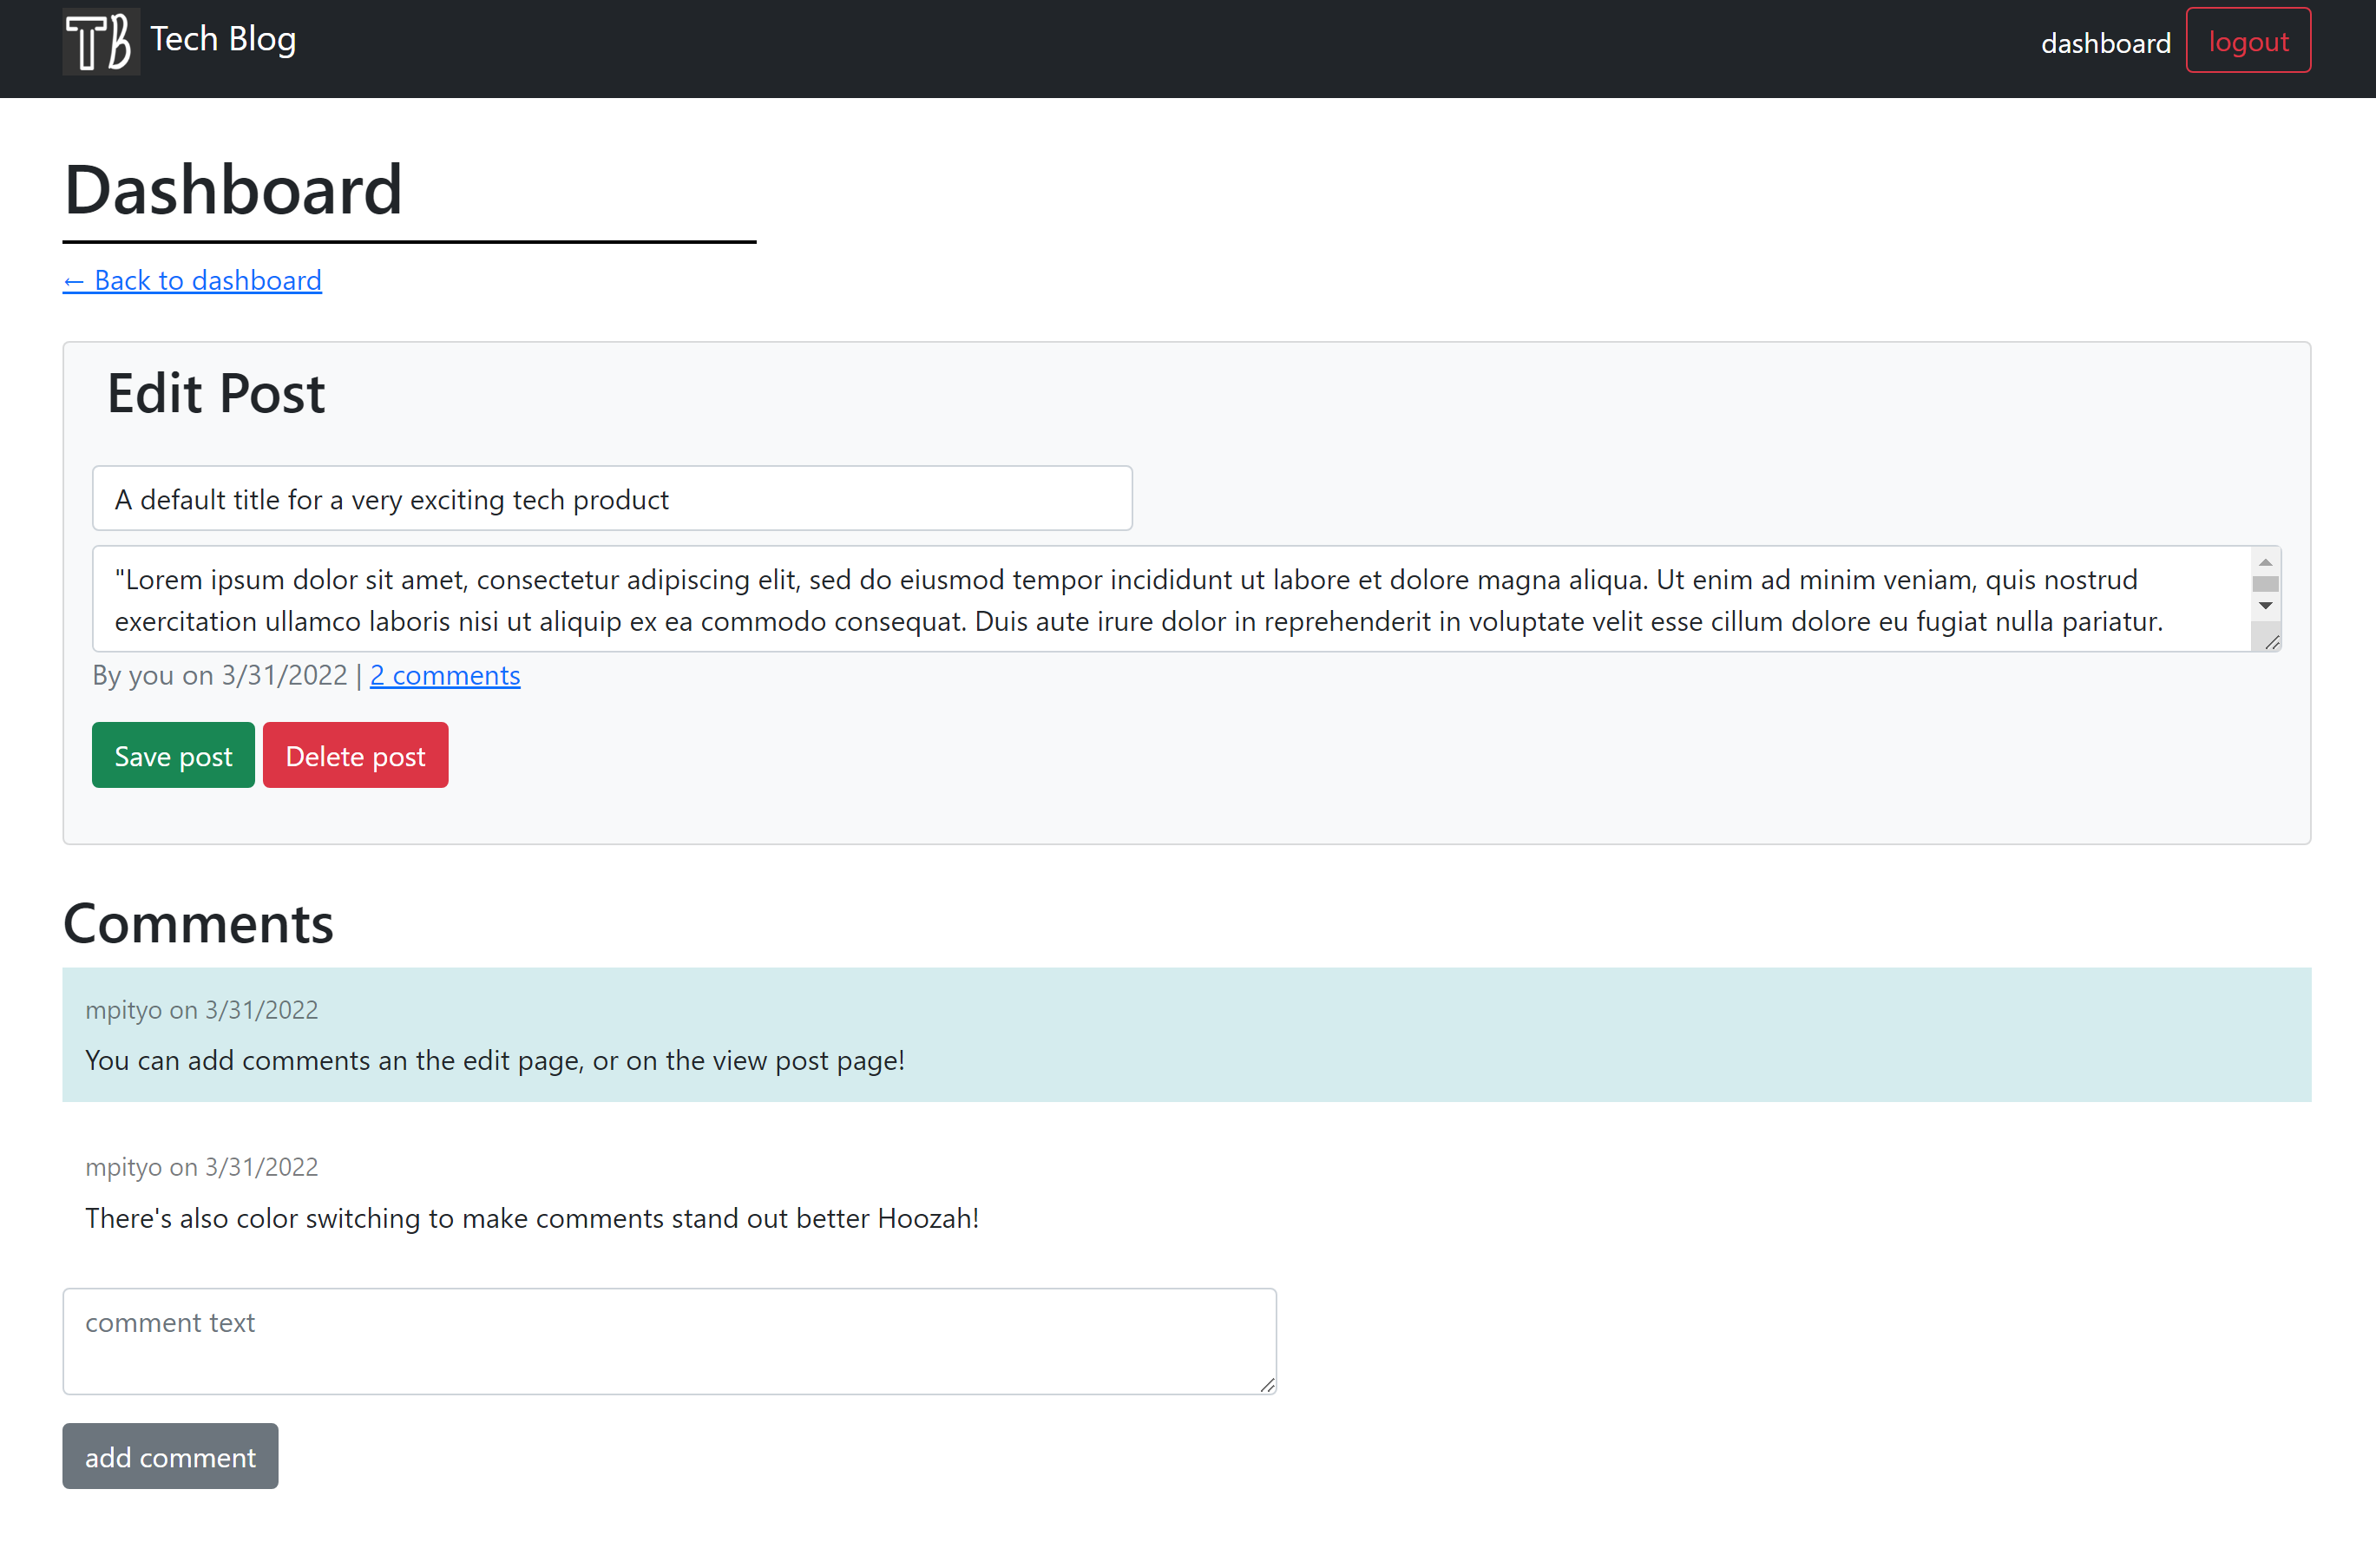 TB Tech Blog
dashboard
logout
Dashboard
← Back to dashboard
Edit Post
A default title for a very exciting tech product
"Lorem ipsum dolor sit amet, consectetur adipiscing elit, sed do eiusmod tempor incididunt ut labore et dolore magna aliqua. Ut enim ad minim veniam, quis nostrud
exercitation ullamco laboris nisi ut aliquip ex ea commodo consequat. Duis aute irure dolor in reprehenderit in voluptate velit esse cillum dolore eu fugiat nulla pariatur.
By you on 3/31/2022 | 2 comments
Save post
Delete post
Comments
mpityo on 3/31/2022
You can add comments an the edit page, or on the view post page!
mpityo on 3/31/2022
There's also color switching to make comments stand out better Hoozah!
comment text
add comment